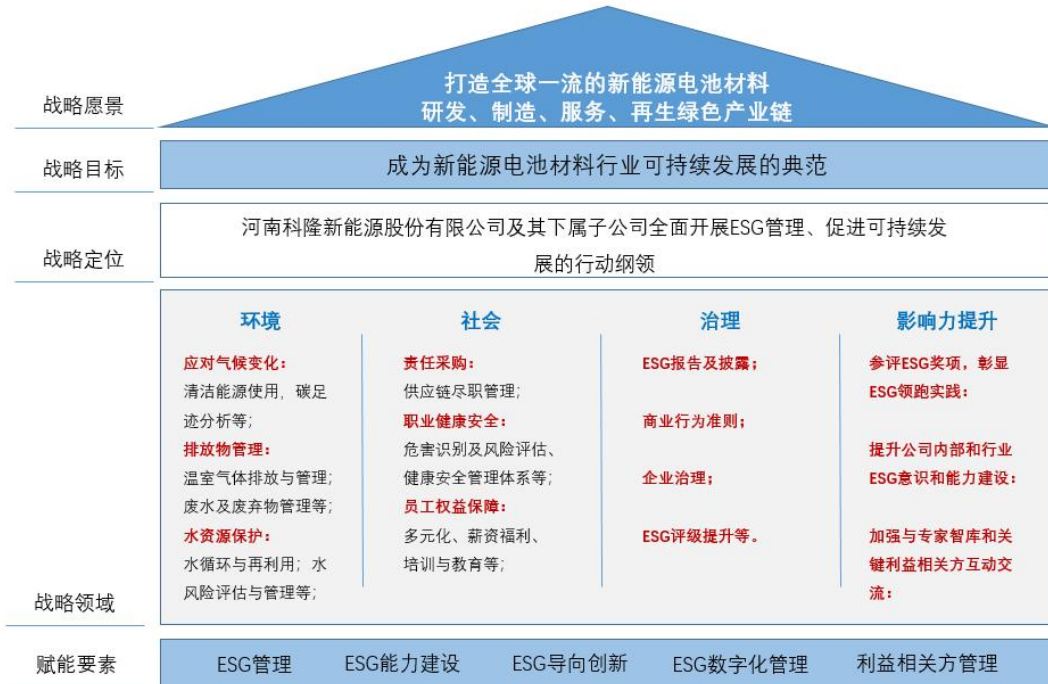 打造全球一流的新能源电池材料
研发、制造、服务、再生绿色产业链
战略愿景
战略目标
成为新能源电池材料行业可持续发展的典范
战略定位
河南科隆新能源股份有限公司及其下属子公司全面开展ESG管理、促进可持续发
展的行动纲领
战略领域
环境
应对气候变化：
清洁能源使用，碳足
迹分析等；
排放物管理：
温室气体排放与管理；
废水及废弃物管理等；
水资源保护：
水循环与再利用；水
风险评估与管理等；
社会
责任采购：
供应链尽职管理；
职业健康安全：
危害识别及风险评估、
健康安全管理体系等；
员工权益保障：
多元化、薪资福利、
培训与教育等；
治理
ESG报告及披露；
商业行为准则；
企业治理；
ESG评级提升等。
影响力提升
参评ESG奖项，彰显
ESG领跑实践：
提升公司内部和行业
ESG意识和能力建设：
加强与专家智库和关
键利益相关方互动交
流：
赋能要素
ESG管理
ESG能力建设
ESG导向创新
ESG数字化管理
利益相关方管理